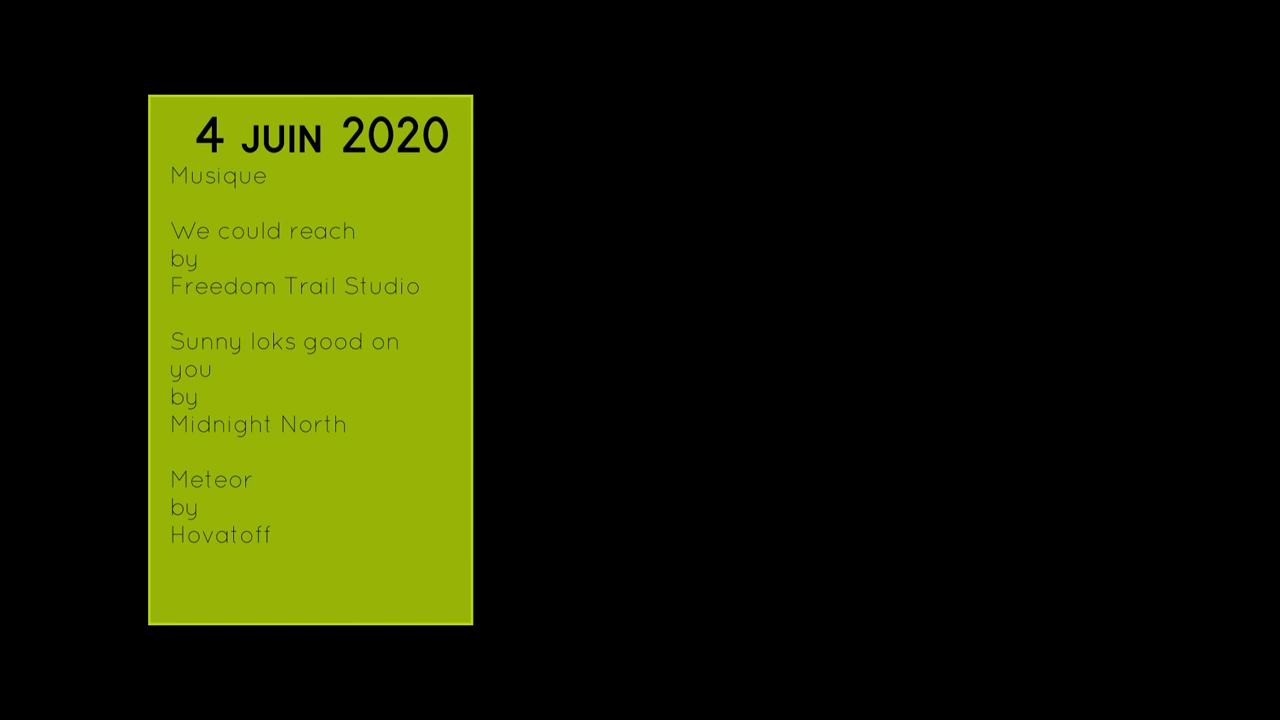 4 JUIN 2020
Musique
We could reach
by
Freedom Trail Studio
Sunny loks good on
you
by
Midnight North
Meteor
by
Hovatoff